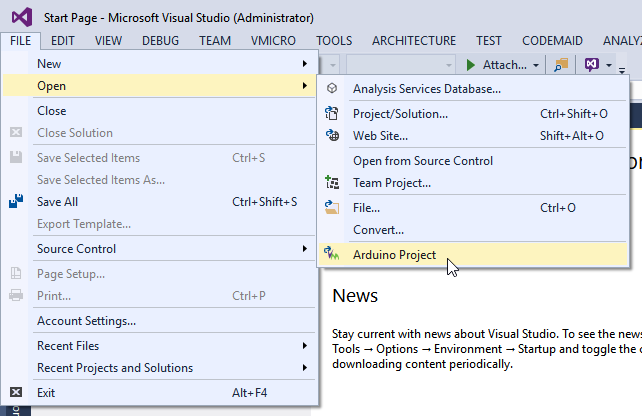 Start Page - Microsoft Visual Studio (Administrator)
FILE EDIT VIEW DEBUG TEAM VMICRO TOOLS ARCHITECTURE TEST CODEMAID
Attach...
New
Open
Close
Close Solution
Save Selected Items Ctrl+S
Save Selected Items As...
Save All Ctrl+Shift+S
Export Template...
Source Control
Page Setup...
Print... Ctrl+P
Account Settings...
Recent Files
Recent Projects and Solutions
Exit Alt+F4
Analysis Services Database...
Project/Solution... Ctrl+Shift+O
Web Site... Shift+Alt+O
Open from Source Control
Team Project...
File... Ctrl+O
Convert...
Arduino Project
News
Stay current with news about Visual Studio. To see the news
Tools → Options → Environment → Startup and toggle the
downloading content periodically.